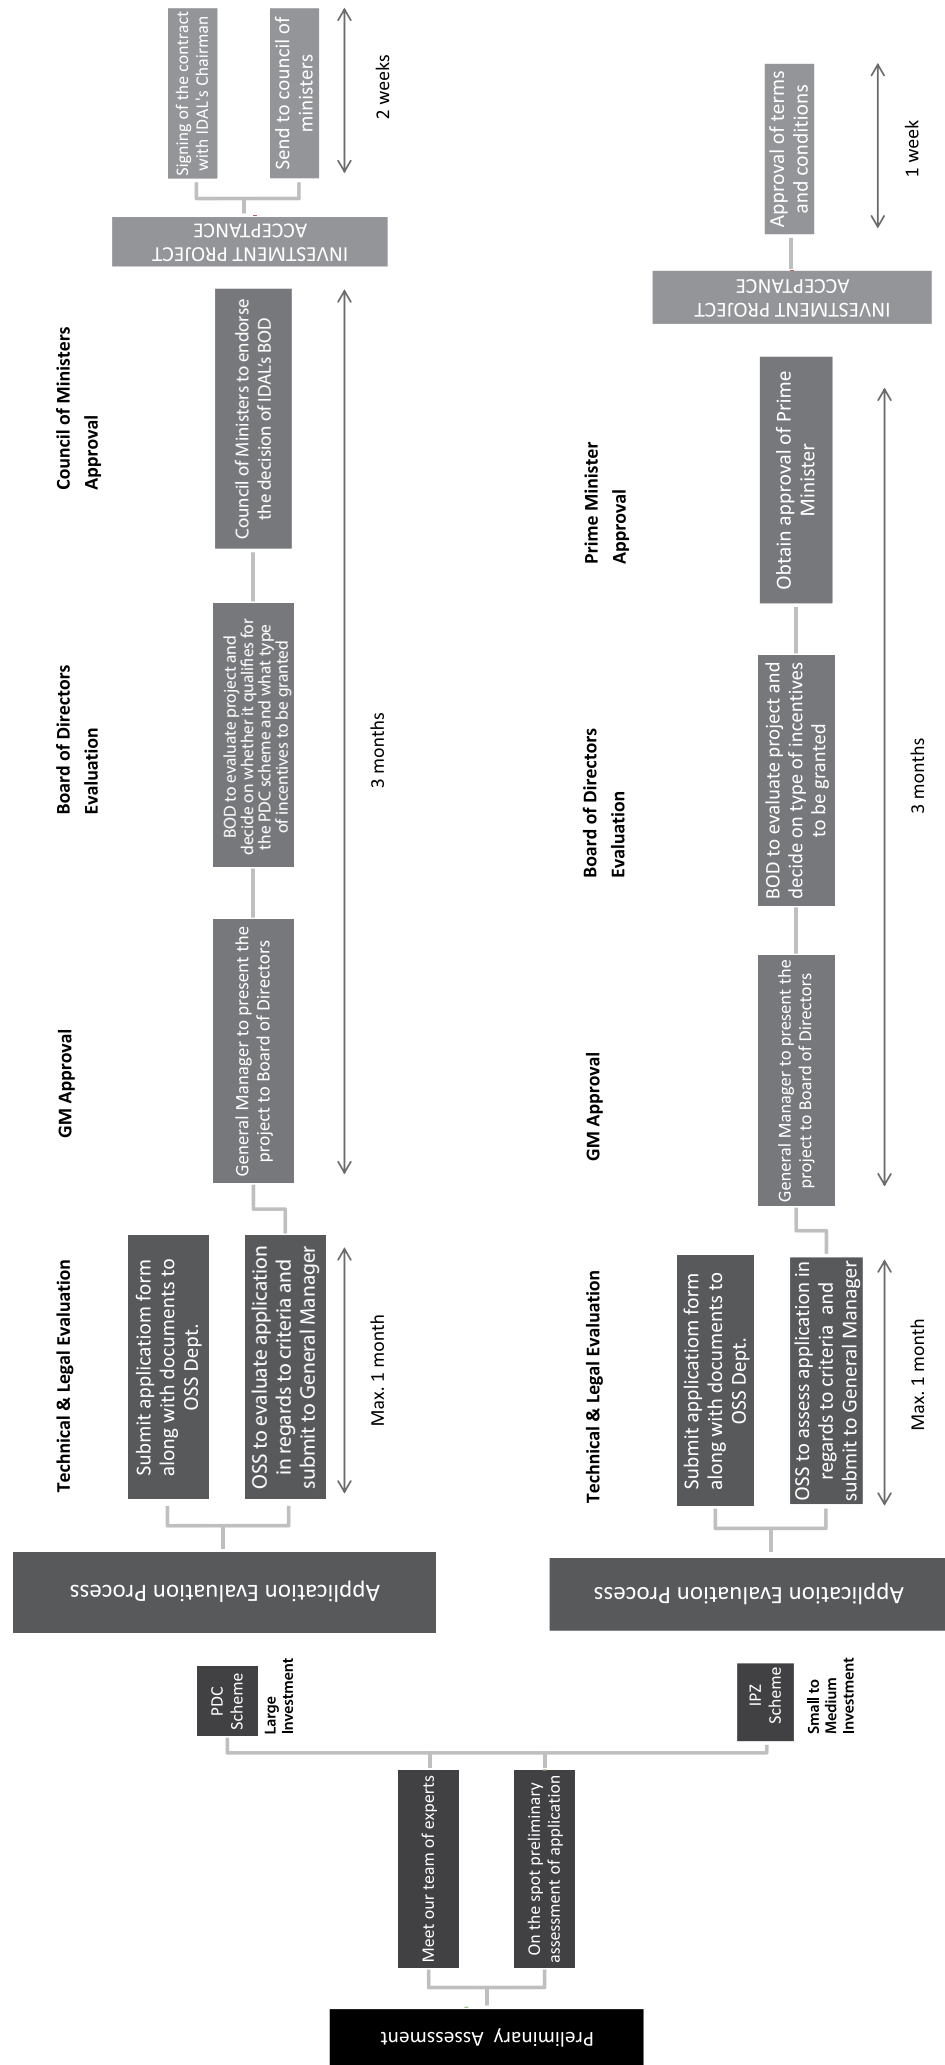 Preliminary Assessment
Meet our team of experts
On the spot preliminary
assessment of application
PDC
Scheme
Large
Investment
Application Evaluation Process
Technical & Legal Evaluation
Submit applicatiom form
along with documents to
OSS Dept.
OSS to evaluate application
in regards to criteria and
submit to General Manager
Max. 1 month
GM Approval
General Manager to present the
project to Board of Directors
Board of Directors
Evaluation
BOD to evaluate project and
decide on whether it qualifies for
the PDC scheme and what type
of incentives to be granted
Council of Ministers
Approval
Council of Ministers to endorse
the decision of IDAL's BOD
3 months
INVESTMENT PROJECT
ACCEPTANCE
Signing of the contract
with IDAL's Chairman
Send to council of
ministers
2 weeks
IPZ
Scheme
Small to
Medium
Investment
Application Evaluation Process
Technical & Legal Evaluation
Submit application form
along with documents to
OSS Dept.
OSS to assess application in
regards to criteria and
submit to General Manager
Max. 1 month
GM Approval
General Manager to present the
project to Board of Directors
Board of Directors
Evaluation
BOD to evaluate project and
decide on type of incentives
to be granted
Prime Minister
Approval
Obtain approval of Prime
Minister
3 months
INVESTMENT PROJECT
ACCEPTANCE
Approval of terms
and conditions
1 week